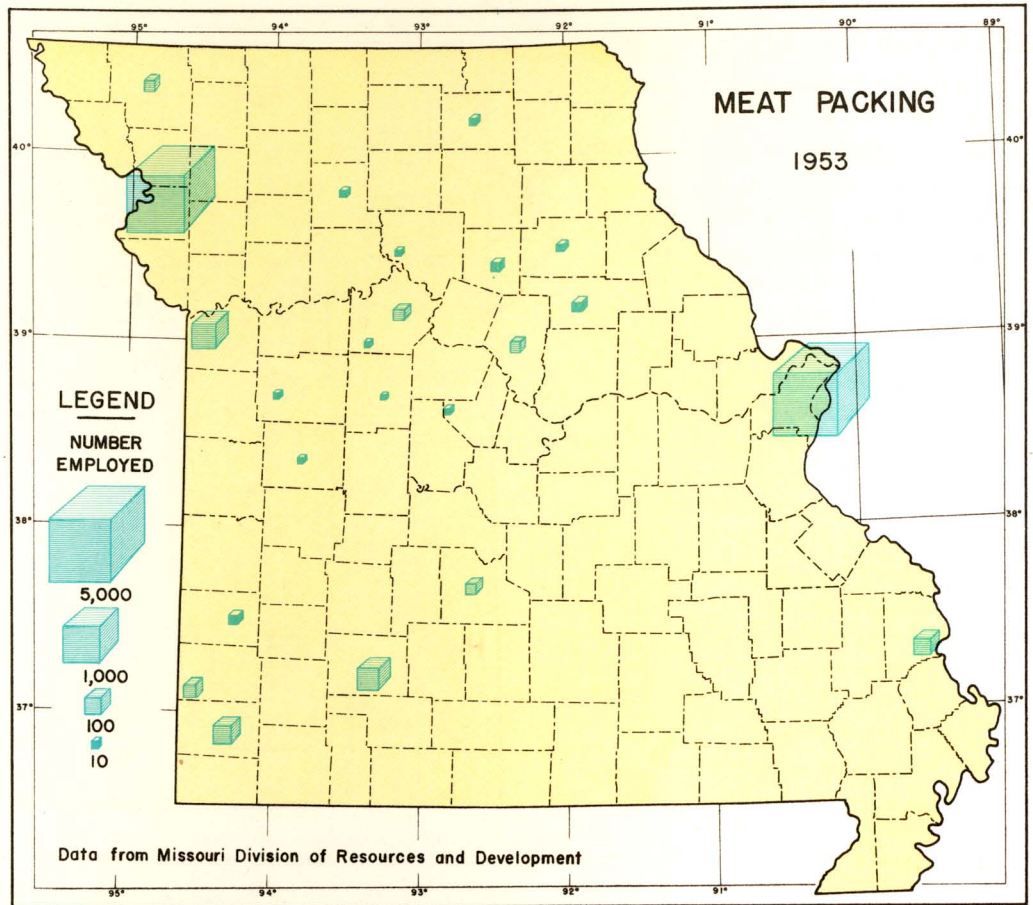 95° 94° 93° 92° 91° 90° 89°
MEAT PACKING
1953
40° 40°
39° 39°
LEGEND
NUMBER
EMPLOYED
5,000
1,000
100
10
38° 38°
37° 37°
Data from Missouri Division of Resources and Development
95° 94° 93° 92° 91°